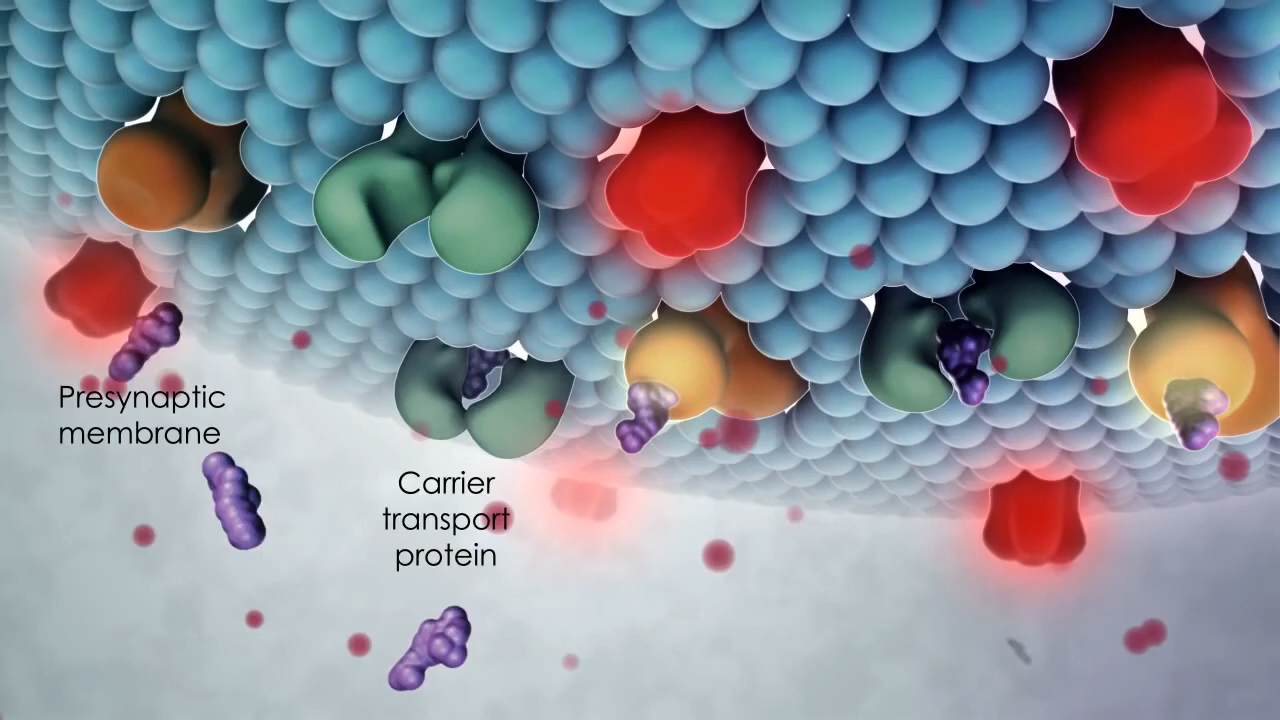 Presynaptic
membrane
Carrier
transport
protein